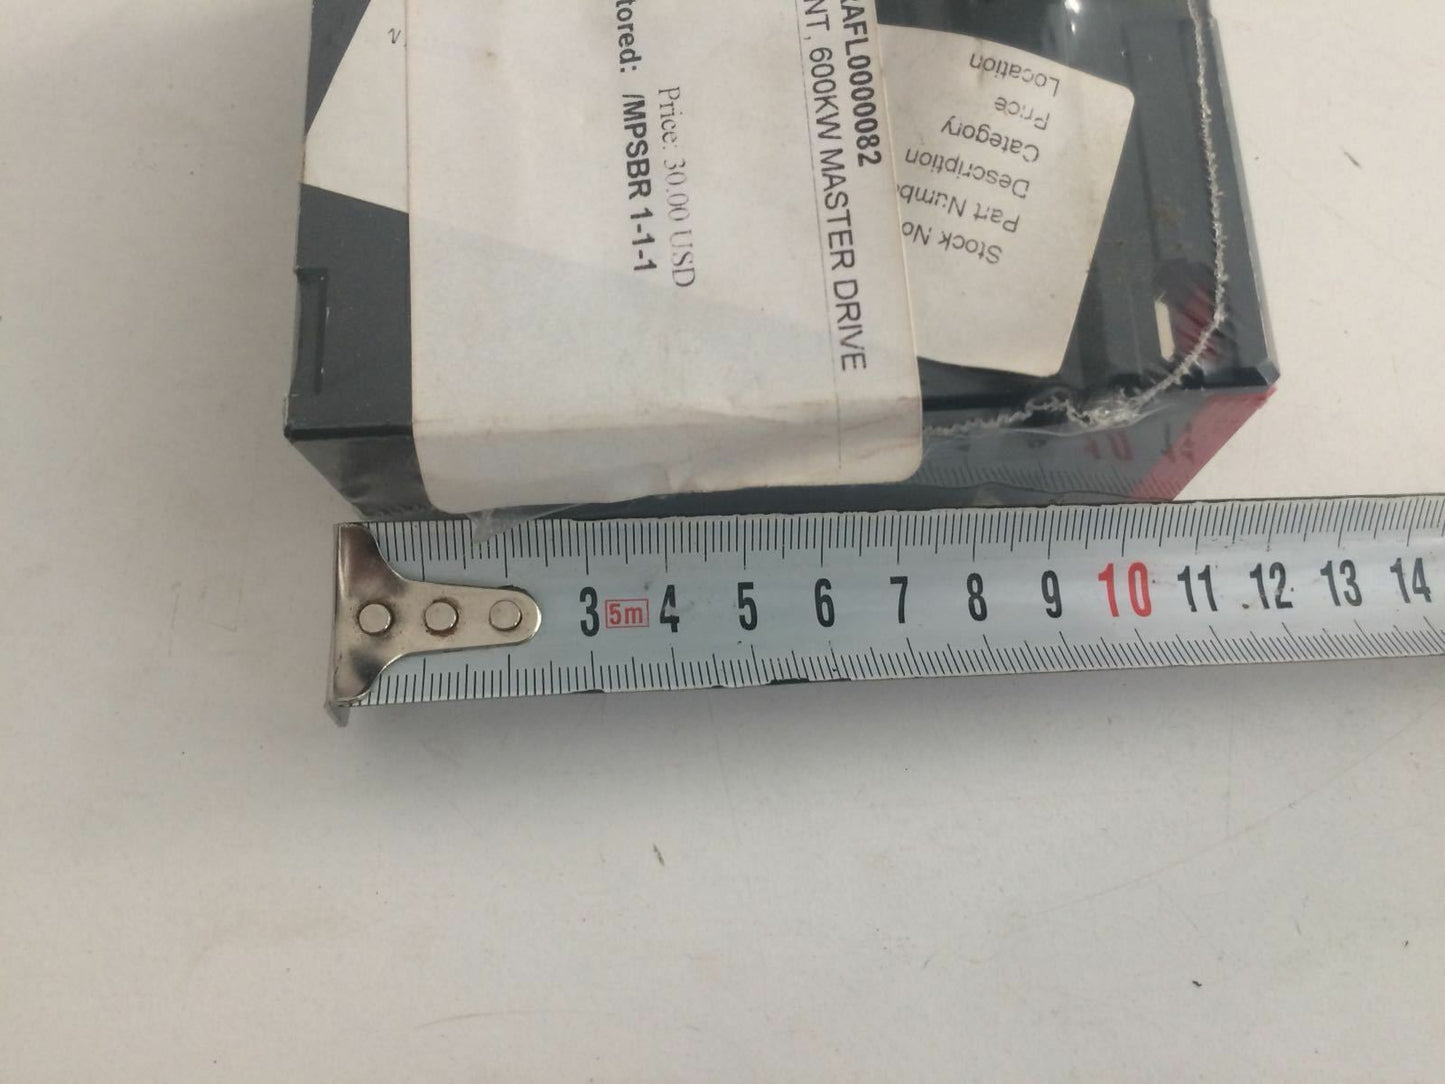 RAFL0000082
NT, 600KW MASTER DRIVE
Price: 30.00 USD
tored: /MPSBR 1-1-1
Stock No
Part Numb
Description
Category
Price
Location
3 5m 4 5 6 7 8 9 10 11 12 13 14